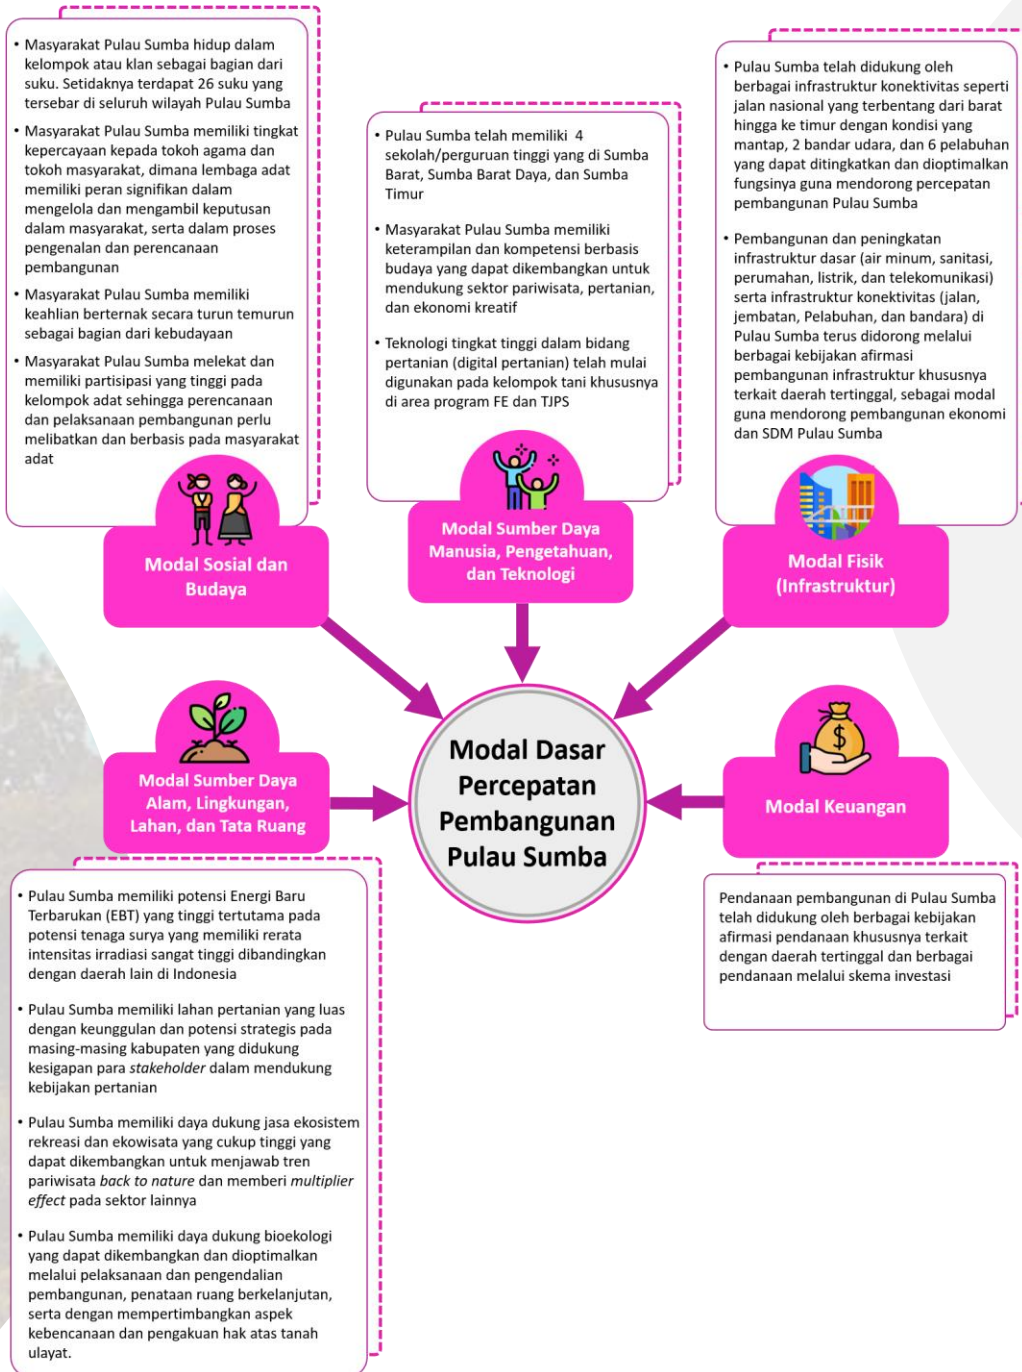 • Masyarakat Pulau Sumba hidup dalam
kelompok atau klan sebagai bagian dari
suku. Setidaknya terdapat 26 suku yang
tersebar di seluruh wilayah Pulau Sumba
• Masyarakat Pulau Sumba memiliki tingkat
kepercayaan kepada tokoh agama dan
tokoh masyarakat, dimana lembaga adat
memiliki peran signifikan dalam
mengelola dan mengambil keputusan
dalam masyarakat, serta dalam proses
pengenalan dan perencanaan
pembangunan
• Masyarakat Pulau Sumba memiliki
keahlian berternak secara turun temurun
sebagai bagian dari kebudayaan
• Masyarakat Pulau Sumba melekat dan
memiliki partisipasi yang tinggi pada
kelompok adat sehingga perencanaan
dan pelaksanaan pembangunan perlu
melibatkan dan berbasis pada masyarakat
adat
Modal Sosial dan
Budaya
• Pulau Sumba telah memiliki 4
sekolah/perguruan tinggi yang di Sumba
Barat, Sumba Barat Daya, dan Sumba
Timur
• Masyarakat Pulau Sumba memiliki
keterampilan dan kompetensi berbasis
budaya yang dapat dikembangkan untuk
mendukung sektor pariwisata, pertanian,
dan ekonomi kreatif
• Teknologi tingkat tinggi dalam bidang
pertanian (digital pertanian) telah mulai
digunakan pada kelompok tani khususnya
di area program FE dan TJPS
Modal Sumber Daya
Manusia, Pengetahuan,
dan Teknologi
• Pulau Sumba telah didukung oleh
berbagai infrastruktur konektivitas seperti
jalan nasional yang terbentang dari barat
hingga ke timur dengan kondisi yang
mantap, 2 bandar udara, dan 6 pelabuhan
yang dapat ditingkatkan dan dioptimalkan
fungsinya guna mendorong percepatan
pembangunan Pulau Sumba
• Pembangunan dan peningkatan
infrastruktur dasar (air minum, sanitasi,
perumahan, listrik, dan telekomunikasi)
serta infrastruktur konektivitas (jalan,
jembatan, Pelabuhan, dan bandara) di
Pulau Sumba terus didorong melalui
berbagai kebijakan afirmasi
pembangunan infrastruktur khususnya
terkait daerah tertinggal, sebagai modal
guna mendorong pembangunan ekonomi
dan SDM Pulau Sumba
Modal Fisik
(Infrastruktur)
Modal Sumber Daya
Alam, Lingkungan,
Lahan, dan Tata Ruang
Modal Dasar
Percepatan
Pembangunan
Pulau Sumba
Modal Keuangan
• Pulau Sumba memiliki potensi Energi Baru
Terbarukan (EBT) yang tinggi tertutama pada
potensi tenaga surya yang memiliki rerata
intensitas irradiasi sangat tinggi dibandingkan
dengan daerah lain di Indonesia
• Pulau Sumba memiliki lahan pertanian yang luas
dengan keunggulan dan potensi strategis pada
masing-masing kabupaten yang didukung
kesigapan para stakeholder dalam mendukung
kebijakan pertanian
• Pulau Sumba memiliki daya dukung jasa ekosistem
rekreasi dan ekowisata yang cukup tinggi yang
dapat dikembangkan untuk menjawab tren
pariwisata back to nature dan memberi multiplier
effect pada sektor lainnya
• Pulau Sumba memiliki daya dukung bioekologi
yang dapat dikembangkan dan dioptimalkan
melalui pelaksanaan dan pengendalian
pembangunan, penataan ruang berkelanjutan,
serta dengan mempertimbangkan aspek
kebencanaan dan pengakuan hak atas tanah
ulayat.
Pendanaan pembangunan di Pulau Sumba
telah didukung oleh berbagai kebijakan
afirmasi pendanaan khususnya terkait
dengan daerah tertinggal dan berbagai
pendanaan melalui skema investasi